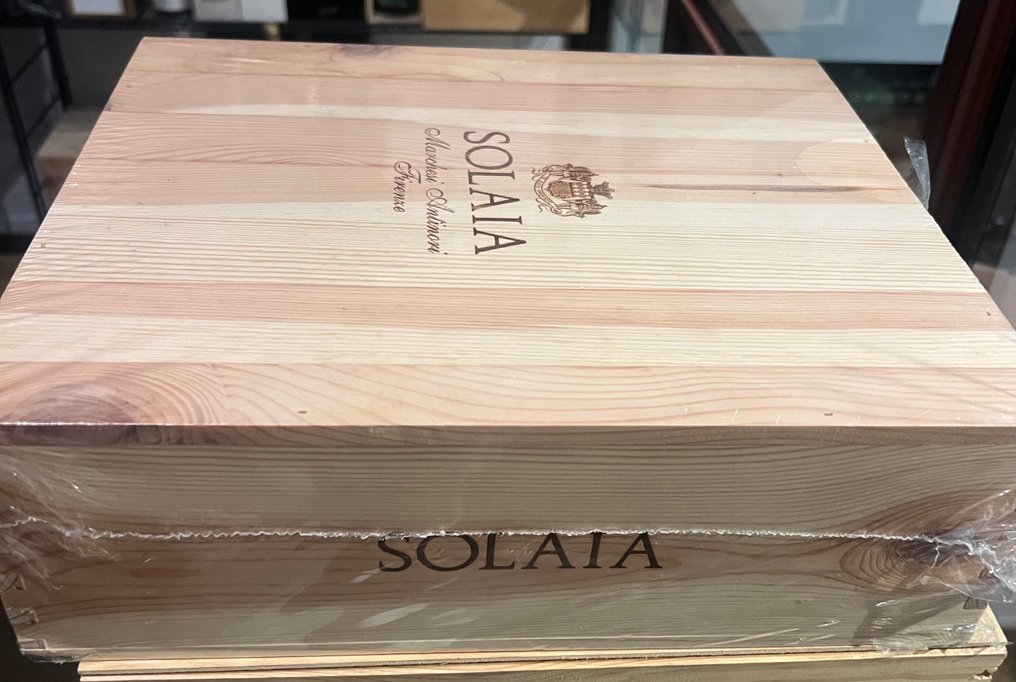 SOLAIA
Marchesi Antinori
Firenze
SOLAIA